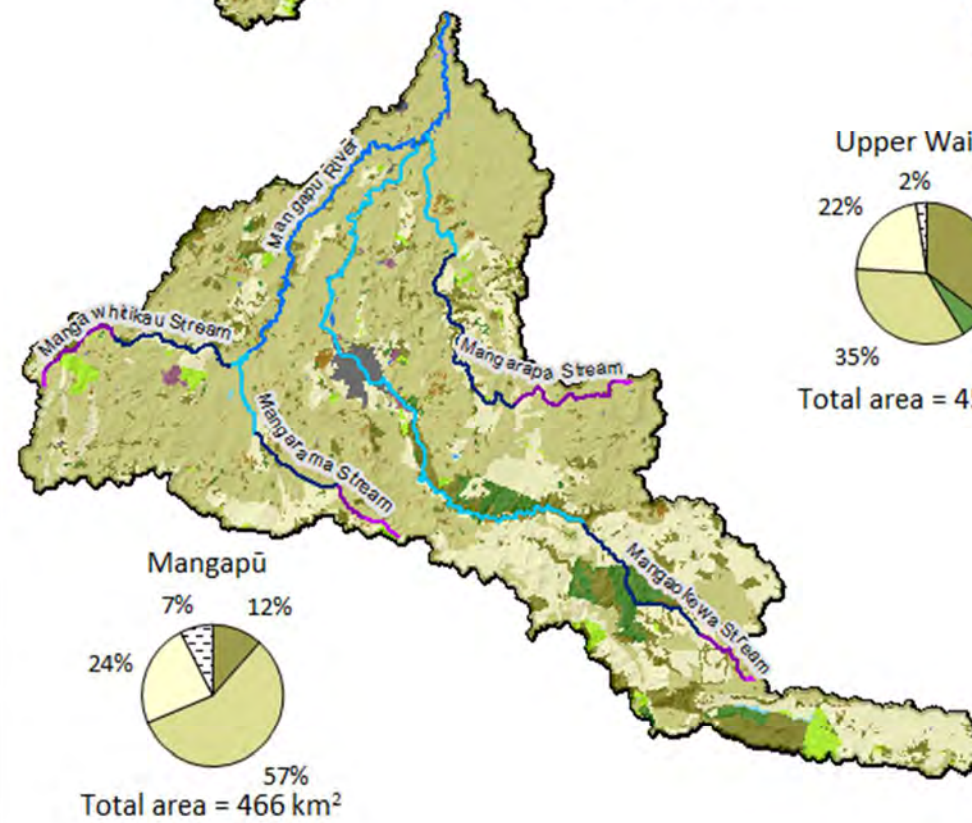 Mangapū River
Manga whitikau Stream
Mangarapa Stream
Mangarama Stream
Mangaokewa Stream
Upper Wai
2%
22%
35%
Total area = 4
Mangapū
7%
12%
24%
57%
Total area = 466 km²